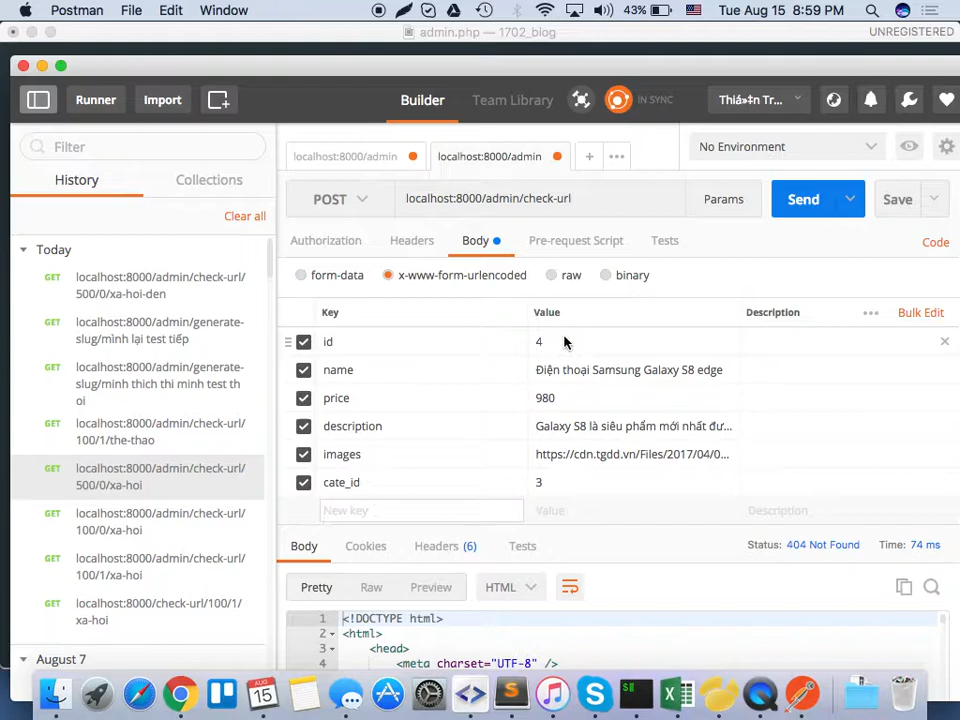 Postman File Edit Window 43% Tue Aug 15 8:59 PM
admin.php — 1702_blog UNREGISTERED
Runner Import Builder Team Library IN SYNC Thiá»‡n Tr...
Filter localhost:8000/admin localhost:8000/admin + No Environment
History Collections POST localhost:8000/admin/check-url Params Send Save
Clear all
Authorization Headers Body Pre-request Script Tests Code
Today
form-data x-www-form-urlencoded raw binary
GET localhost:8000/admin/check-url/
500/0/xa-hoi-den
GET localhost:8000/admin/generate-
slug/mình lại test tiếp
GET localhost:8000/admin/generate-
slug/minh thich thi minh test th
oi
GET localhost:8000/admin/check-url/
100/1/the-thao
GET localhost:8000/admin/check-url/
500/0/xa-hoi
GET localhost:8000/admin/check-url/
100/0/xa-hoi
GET localhost:8000/admin/check-url/
100/1/xa-hoi
GET localhost:8000/check-url/100/1/
xa-hoi
August 7
Key Value Description Bulk Edit
id 4
name Điện thoại Samsung Galaxy S8 edge
price 980
description Galaxy S8 là siêu phẩm mới nhất đư...
images https://cdn.tgdd.vn/Files/2017/04/0...
cate_id 3
New key Value Description
Body Cookies Headers (6) Tests Status: 404 Not Found Time: 74 ms
Pretty Raw Preview HTML
1 <!DOCTYPE html>
2 <html>
3 <head>
4 <meta charset="UTF-8" />
AUG
15